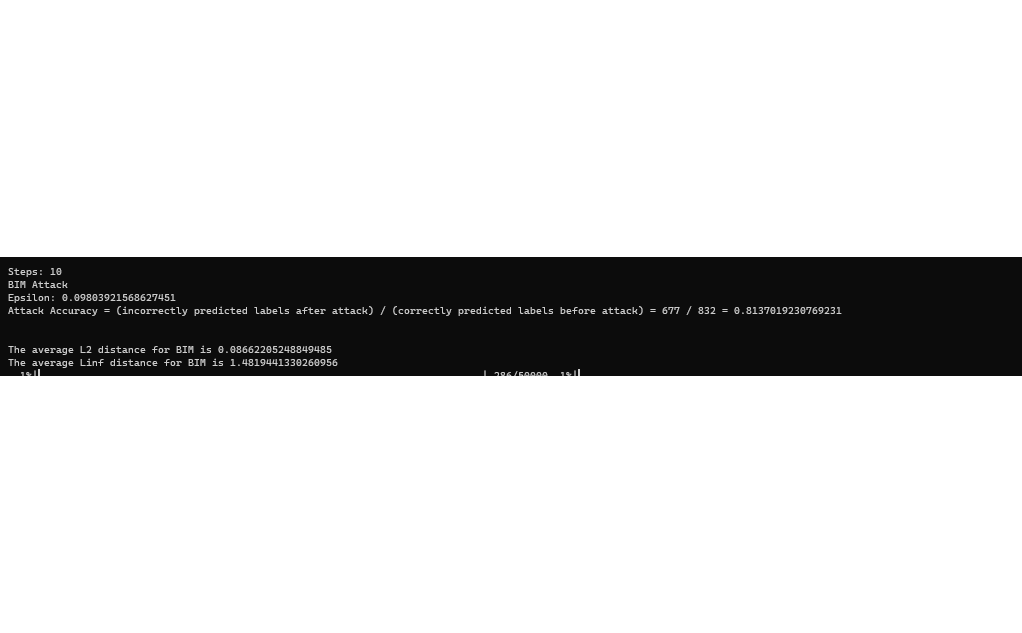 Steps: 10
BIM Attack
Epsilon: 0.09803921568627451
Attack Accuracy = (incorrectly predicted labels after attack) / (correctly predicted labels before attack) = 677 / 832 = 0.8137019230769231
The average L2 distance for BIM is 0.08662205248849485
The average Linf distance for BIM is 1.4819441330260956
1%| | 286/50000 1%|